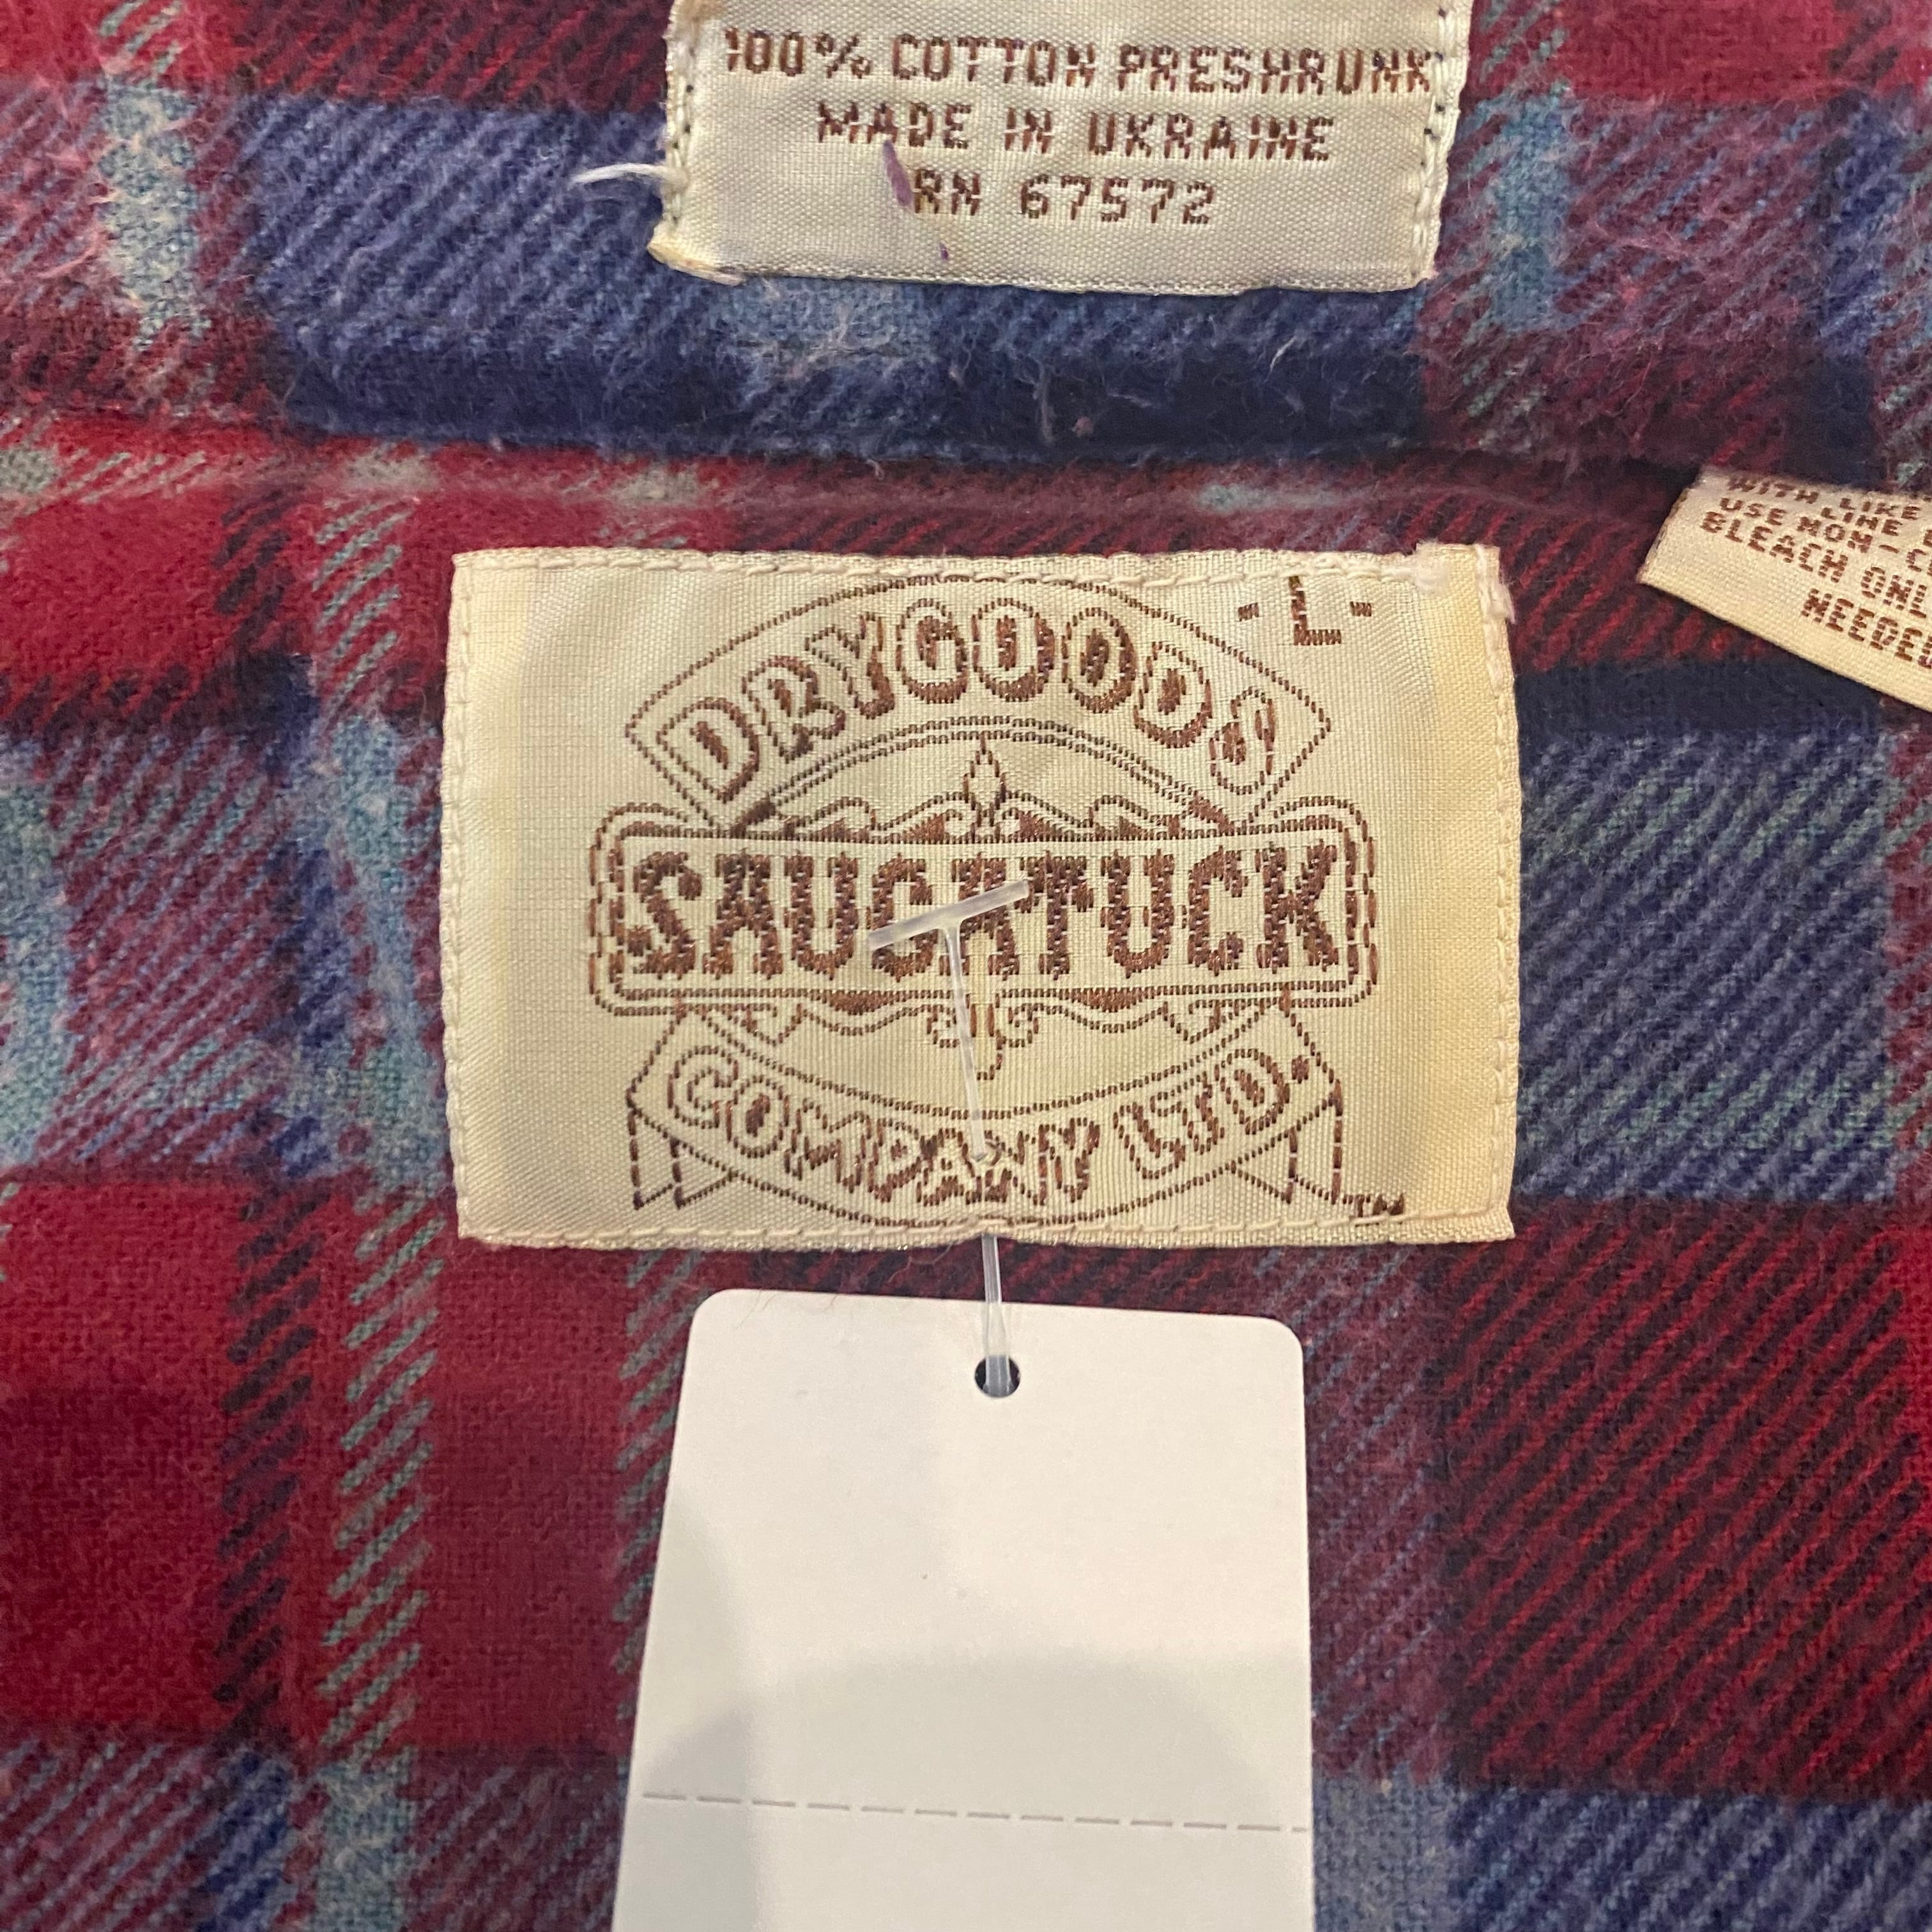 100% COTTON PRESHRUNK
MADE IN UKRAINE
RN 67572
WITH LIKE
LINE
USE NON-C
BLEACH ONL
NEEDED
-L-
DRYGOODS
SAUGATUCK
COMPANY LTD.
TM